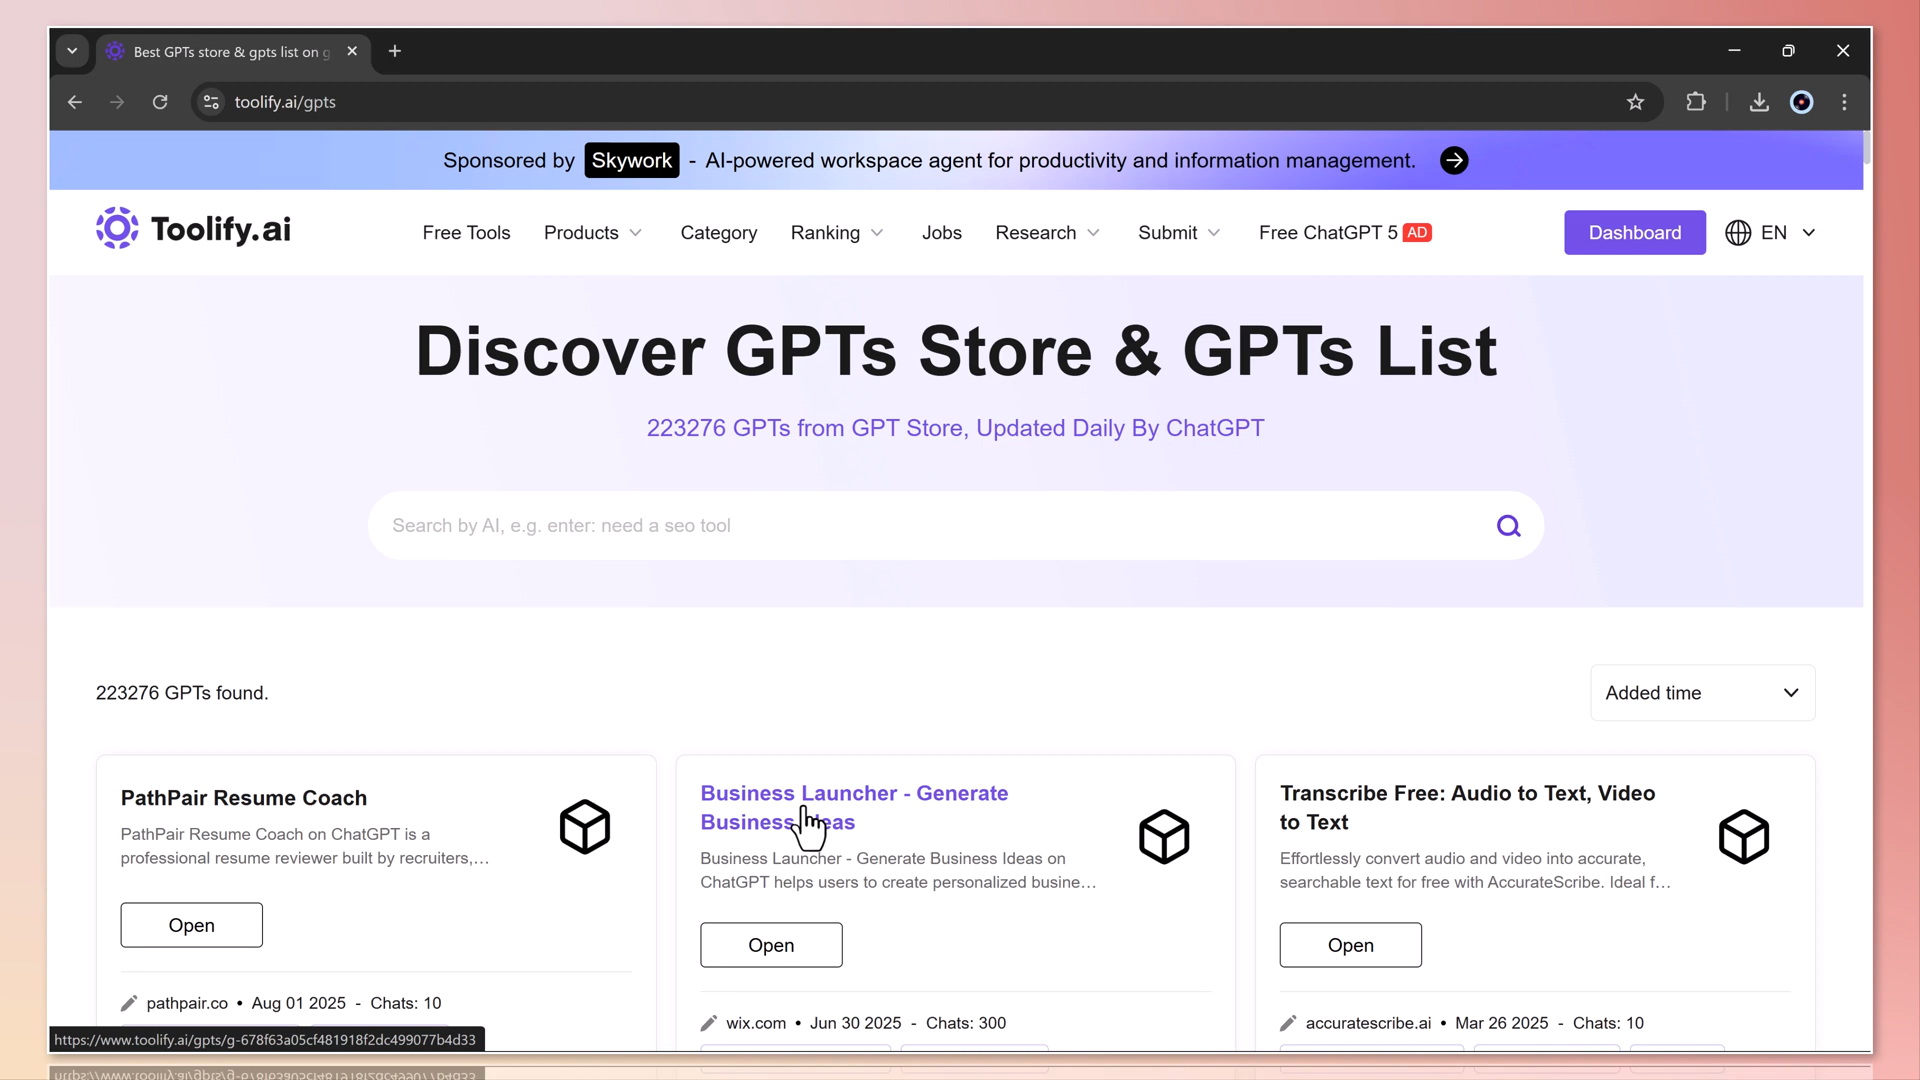 Best GPTs store & gpts list on g
toolify.ai/gpts
Sponsored by Skywork - AI-powered workspace agent for productivity and information management.
Toolify.ai
Free Tools
Products
Category
Ranking
Jobs
Research
Submit
Free ChatGPT 5 AD
Dashboard
EN
Discover GPTs Store & GPTs List
223276 GPTs from GPT Store, Updated Daily By ChatGPT
Search by AI, e.g. enter: need a seo tool
223276 GPTs found.
Added time
PathPair Resume Coach
PathPair Resume Coach on ChatGPT is a
professional resume reviewer built by recruiters,...
Open
pathpair.co • Aug 01 2025 - Chats: 10
Business Launcher - Generate
Business Ideas
Business Launcher - Generate Business Ideas on
ChatGPT helps users to create personalized busine...
Open
wix.com • Jun 30 2025 - Chats: 300
Transcribe Free: Audio to Text, Video
to Text
Effortlessly convert audio and video into accurate,
searchable text for free with AccurateScribe. Ideal f...
Open
accuratescribe.ai • Mar 26 2025 - Chats: 10
https://www.toolify.ai/gpts/g-678f63a05cf481918f2dc499077b4d33